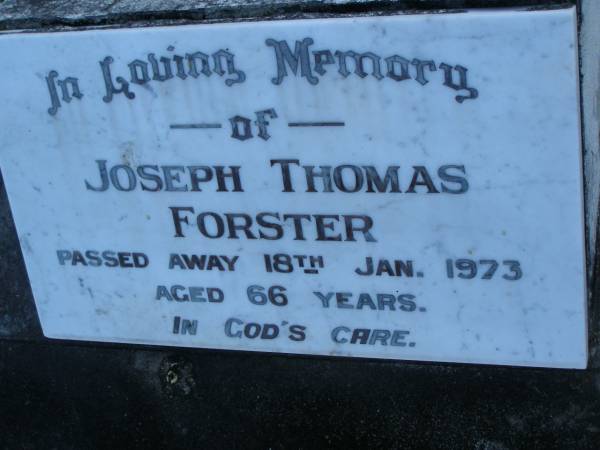 In Loving Memory
— of —
JOSEPH THOMAS
FORSTER
PASSED AWAY 18TH JAN. 1973
AGED 66 YEARS.
IN GOD'S CARE.